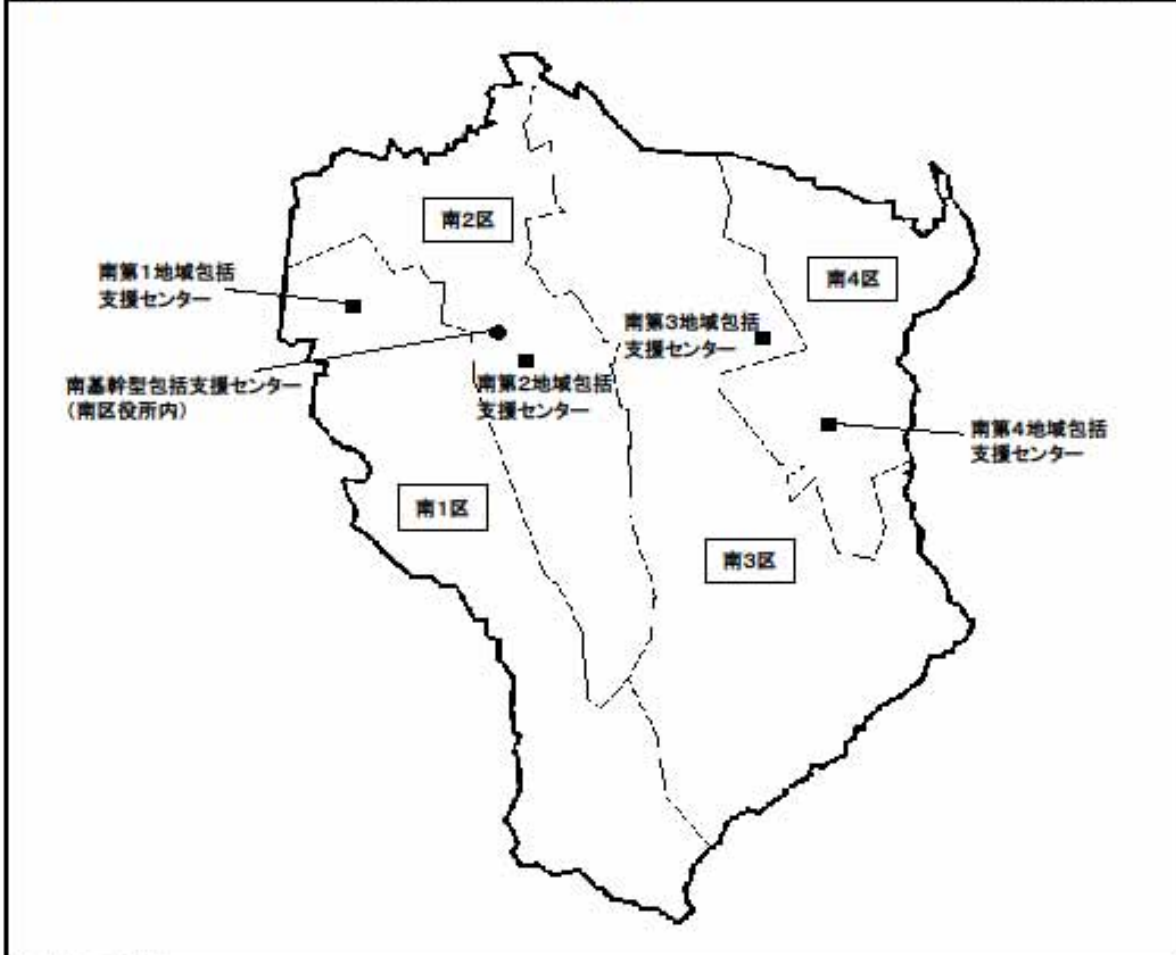 南2区
南第1地域包括
支援センター
南4区
南第3地域包括
支援センター
南基幹型包括支援センター
(南区役所内)
南第2地域包括
支援センター
南第4地域包括
支援センター
南1区
南3区